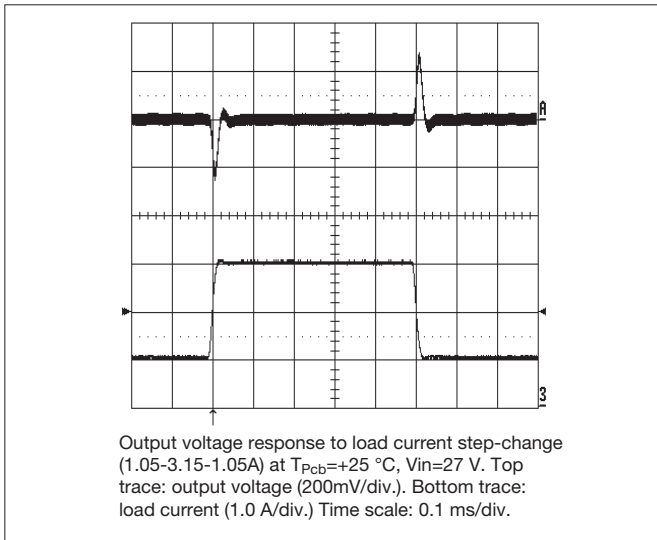 A
3
Output voltage response to load current step-change
(1.05-3.15-1.05A) at TPcb=+25 °C, Vin=27 V. Top
trace: output voltage (200mV/div.). Bottom trace:
load current (1.0 A/div.) Time scale: 0.1 ms/div.